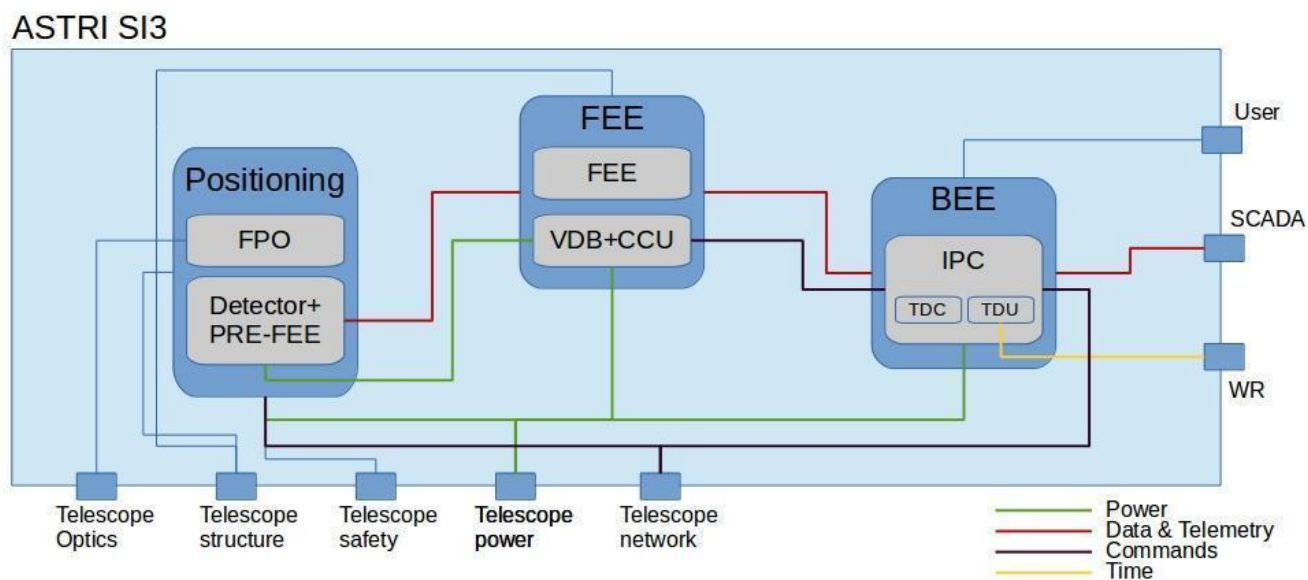 ASTRI SI3
FEE
FEE
VDB+CCU
Positioning
FPO
Detector+
PRE-FEE
BEE
IPC
TDC
TDU
User
SCADA
WR
Telescope
Optics
Telescope
structure
Telescope
safety
Telescope
power
Telescope
network
Power
Data & Telemetry
Commands
Time